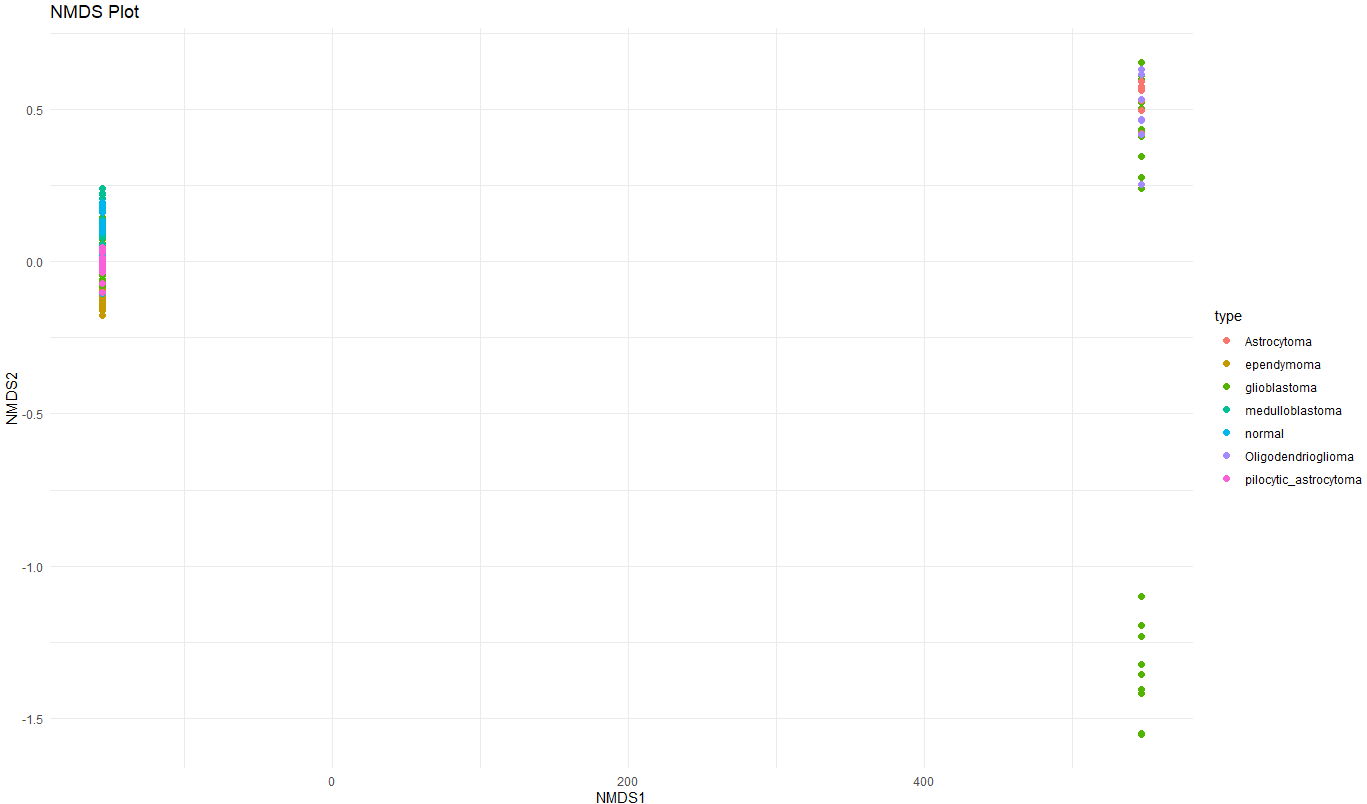 NMDS Plot
0.5
0.0
-0.5
-1.0
-1.5
NMDS2
0
200
400
NMDS1
type
Astrocytoma
ependymoma
glioblastoma
medulloblastoma
normal
Oligodendrioglioma
pilocytic_astrocytoma